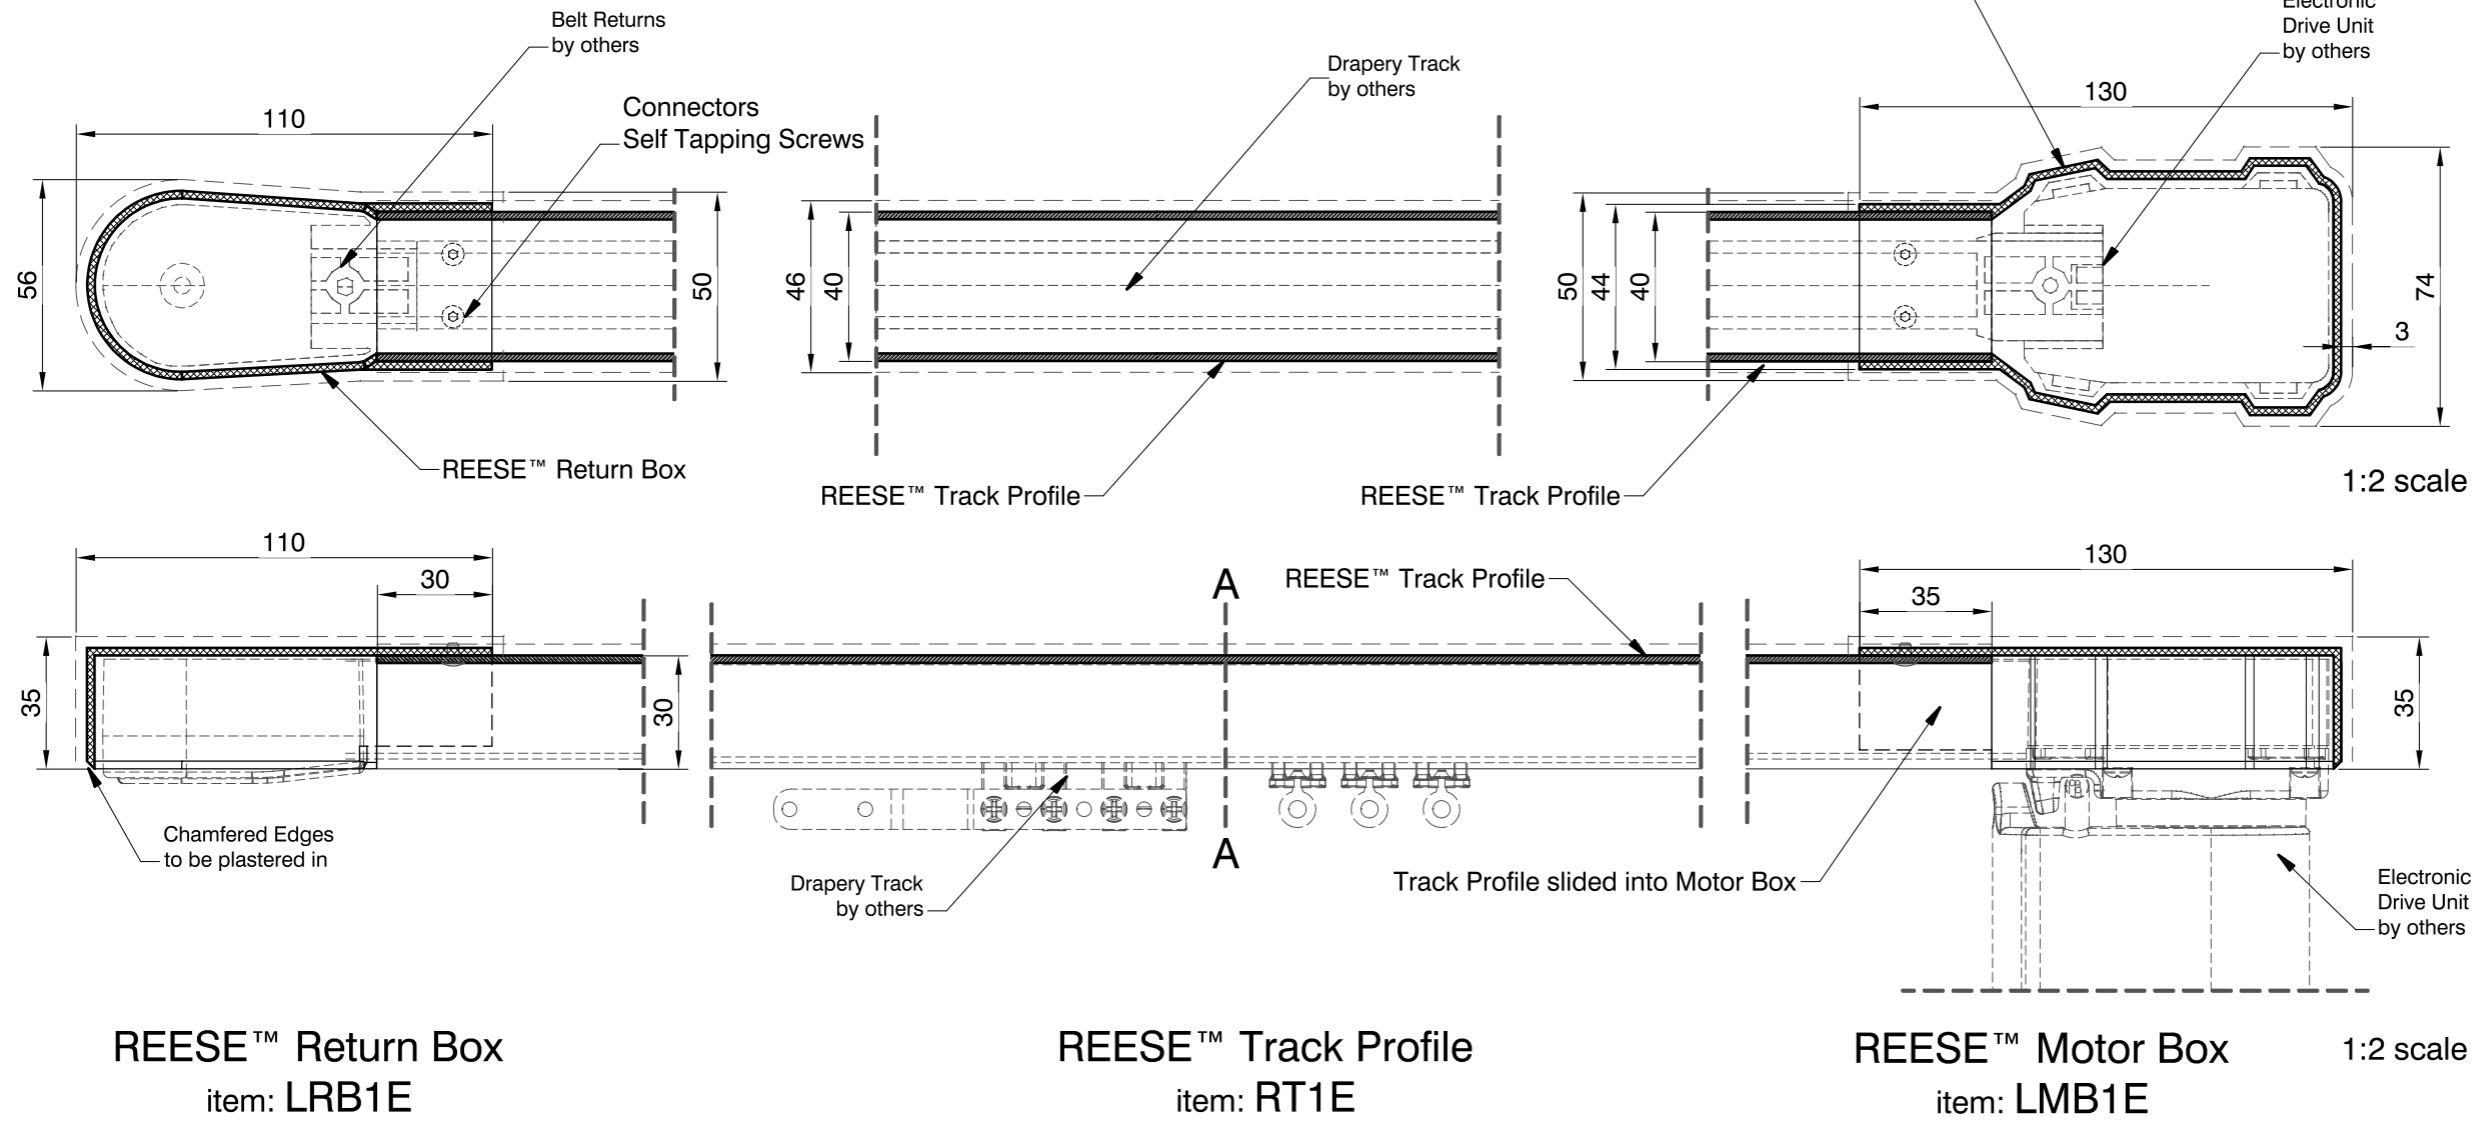 Belt Returns
by others
Electronic
Drive Unit
by others
Drapery Track
by others
Connectors
Self Tapping Screws
110
130
56
50
46
40
50
44
40
74
3
REESE™ Return Box
REESE™ Track Profile
REESE™ Track Profile
1:2 scale
110
30
A
REESE™ Track Profile
130
35
35
30
35
Chamfered Edges
to be plastered in
A
Drapery Track
by others
Track Profile slided into Motor Box
Electronic
Drive Unit
by others
REESE™ Return Box
item: LRB1E
REESE™ Track Profile
item: RT1E
REESE™ Motor Box
item: LMB1E
1:2 scale